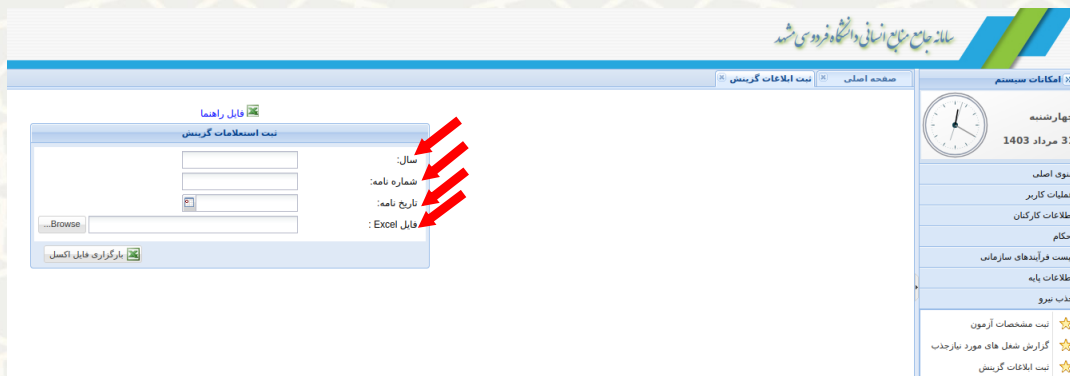 سامانه جامع منابع انسانی دانشگاه فردوسی مشهد
امکانات سیستم
صفحه اصلی
ثبت ابلاغات گزینش
چهارشنبه
31 مرداد 1403
منوی اصلی
عملیات کاربر
اطلاعات کارکنان
احکام
لیست فرآیندهای سازمانی
اطلاعات پایه
جذب نیرو
ثبت مشخصات آزمون
گزارش شغل های مورد نیازجذب
ثبت ابلاغات گزینش
فایل راهنما
ثبت استعلامات گزینش
سال:
شماره نامه:
تاریخ نامه:
فایل Excel :
Browse...
بارگزاری فایل اکسل